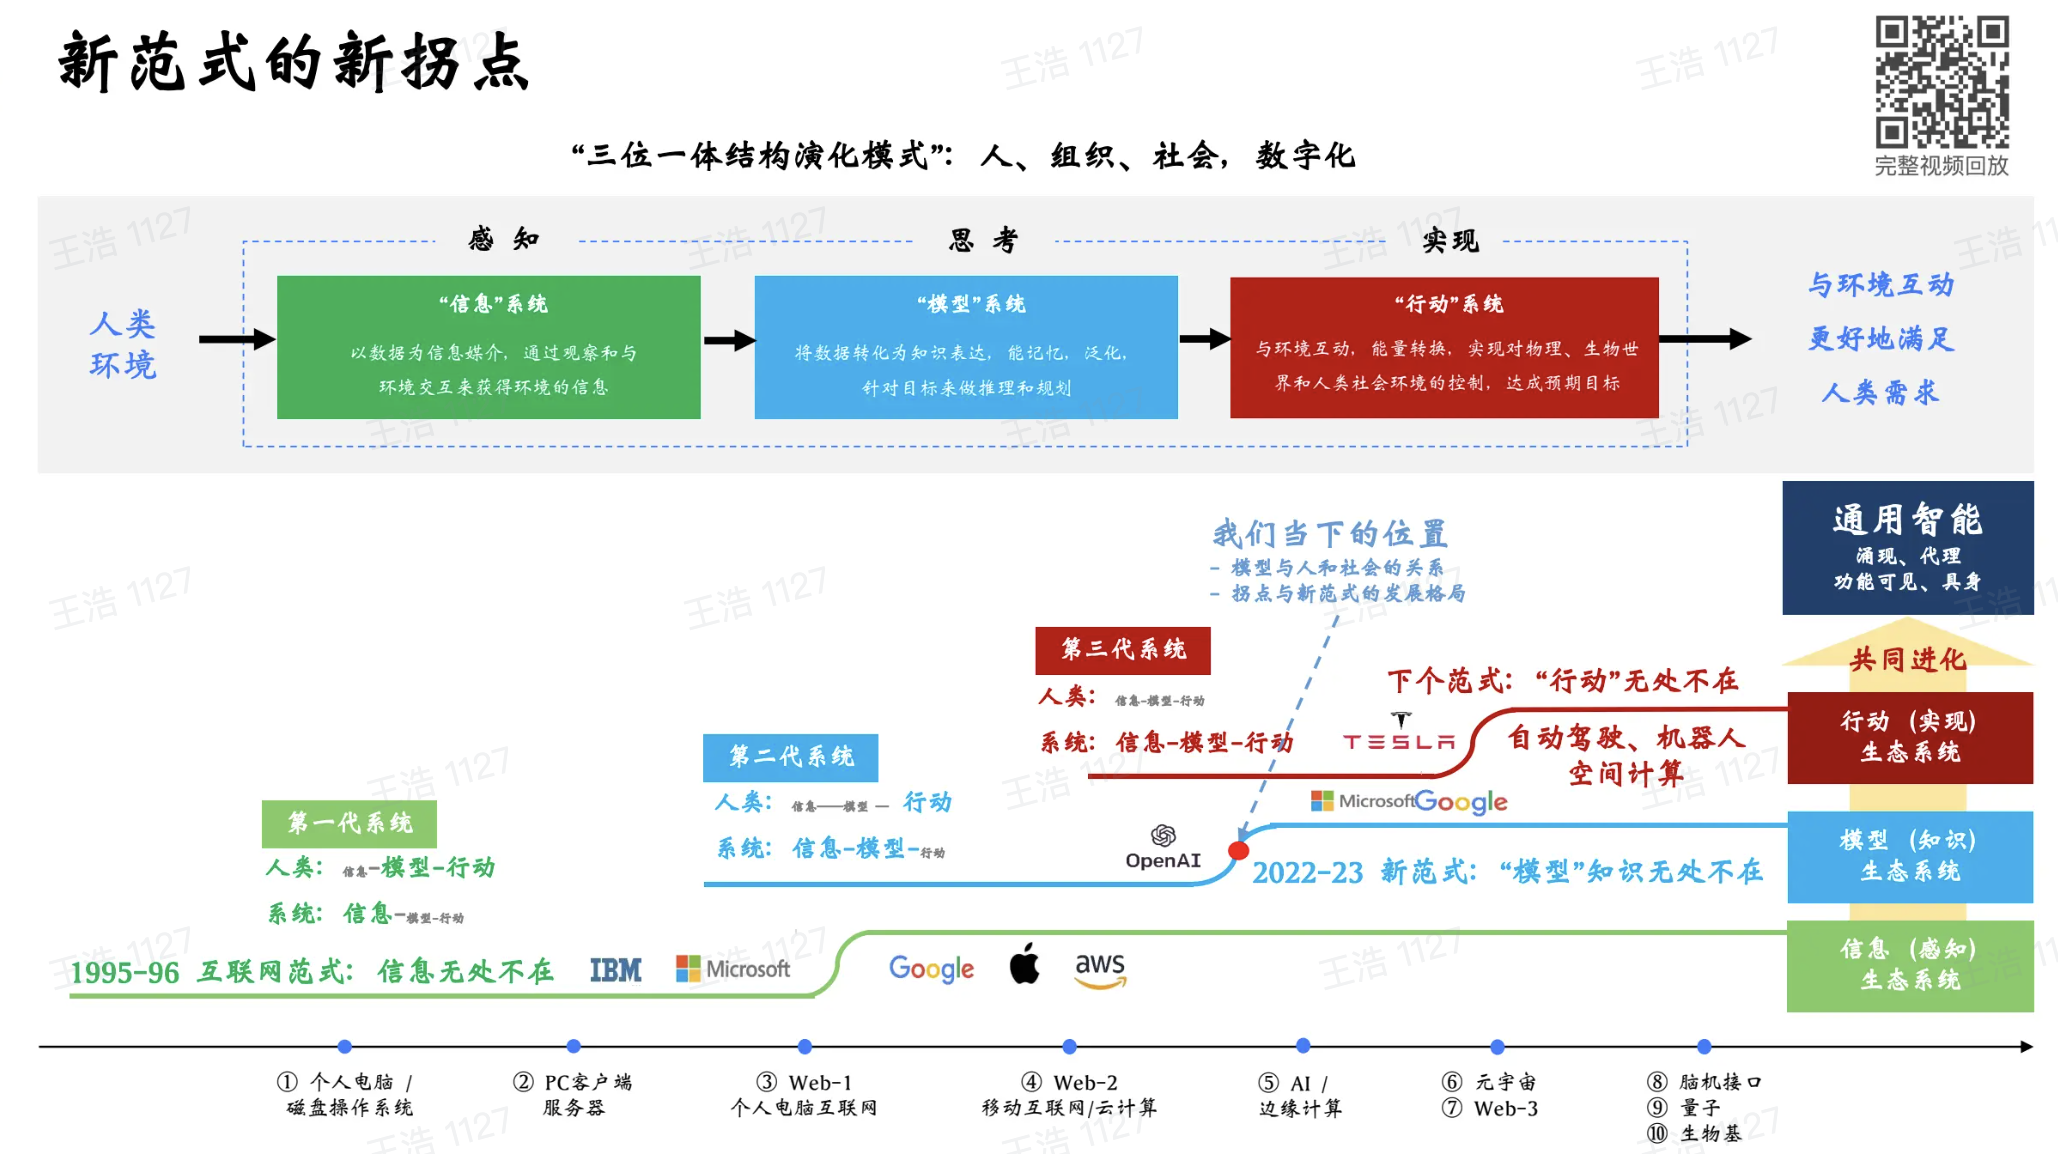 新范式的新拐点
完整视频回放
“三位一体结构演化模式”：人、组织、社会，数字化
感 知
思 考
实现
人类
环境
“信息”系统
以数据为信息媒介，通过观察和与
环境交互来获得环境的信息
“模型”系统
将数据转化为知识表达，能记忆，泛化，
针对目标来做推理和规划
“行动”系统
与环境互动，能量转换，实现对物理、生物世
界和人类社会环境的控制，达成预期目标
与环境互动
更好地满足
人类需求
我们当下的位置
- 模型与人和社会的关系
- 拐点与新范式的发展格局
通用智能
涌现、代理
功能可见、具身
共同进化
第三代系统
人类： 信息-模型-行动
系统：信息-模型-行动
TESLA
下个范式：“行动”无处不在
自动驾驶、机器人
空间计算
行动（实现）
生态系统
第二代系统
人类： 信息——模型 — 行动
系统：信息-模型-行动
OpenAI
Microsoft
Google
2022-23 新范式：“模型”知识无处不在
模型（知识）
生态系统
第一代系统
人类： 信息-模型-行动
系统：信息-模型-行动
1995-96 互联网范式：信息无处不在
IBM
Microsoft
Google
aws
信息（感知）
生态系统
① 个人电脑 /
磁盘操作系统
② PC客户端
服务器
③ Web-1
个人电脑互联网
④ Web-2
移动互联网/云计算
⑤ AI /
边缘计算
⑥ 元宇宙
⑦ Web-3
⑧ 脑机接口
⑨ 量子
⑩ 生物基
王浩 1127